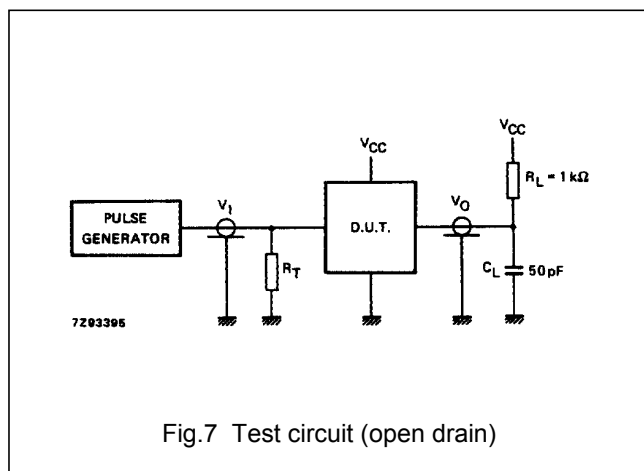 V_CC
V_CC
R_L = 1 kΩ
PULSE
GENERATOR
V_I
D.U.T.
V_O
R_T
C_L
50 pF
7Z93395
Fig.7 Test circuit (open drain)